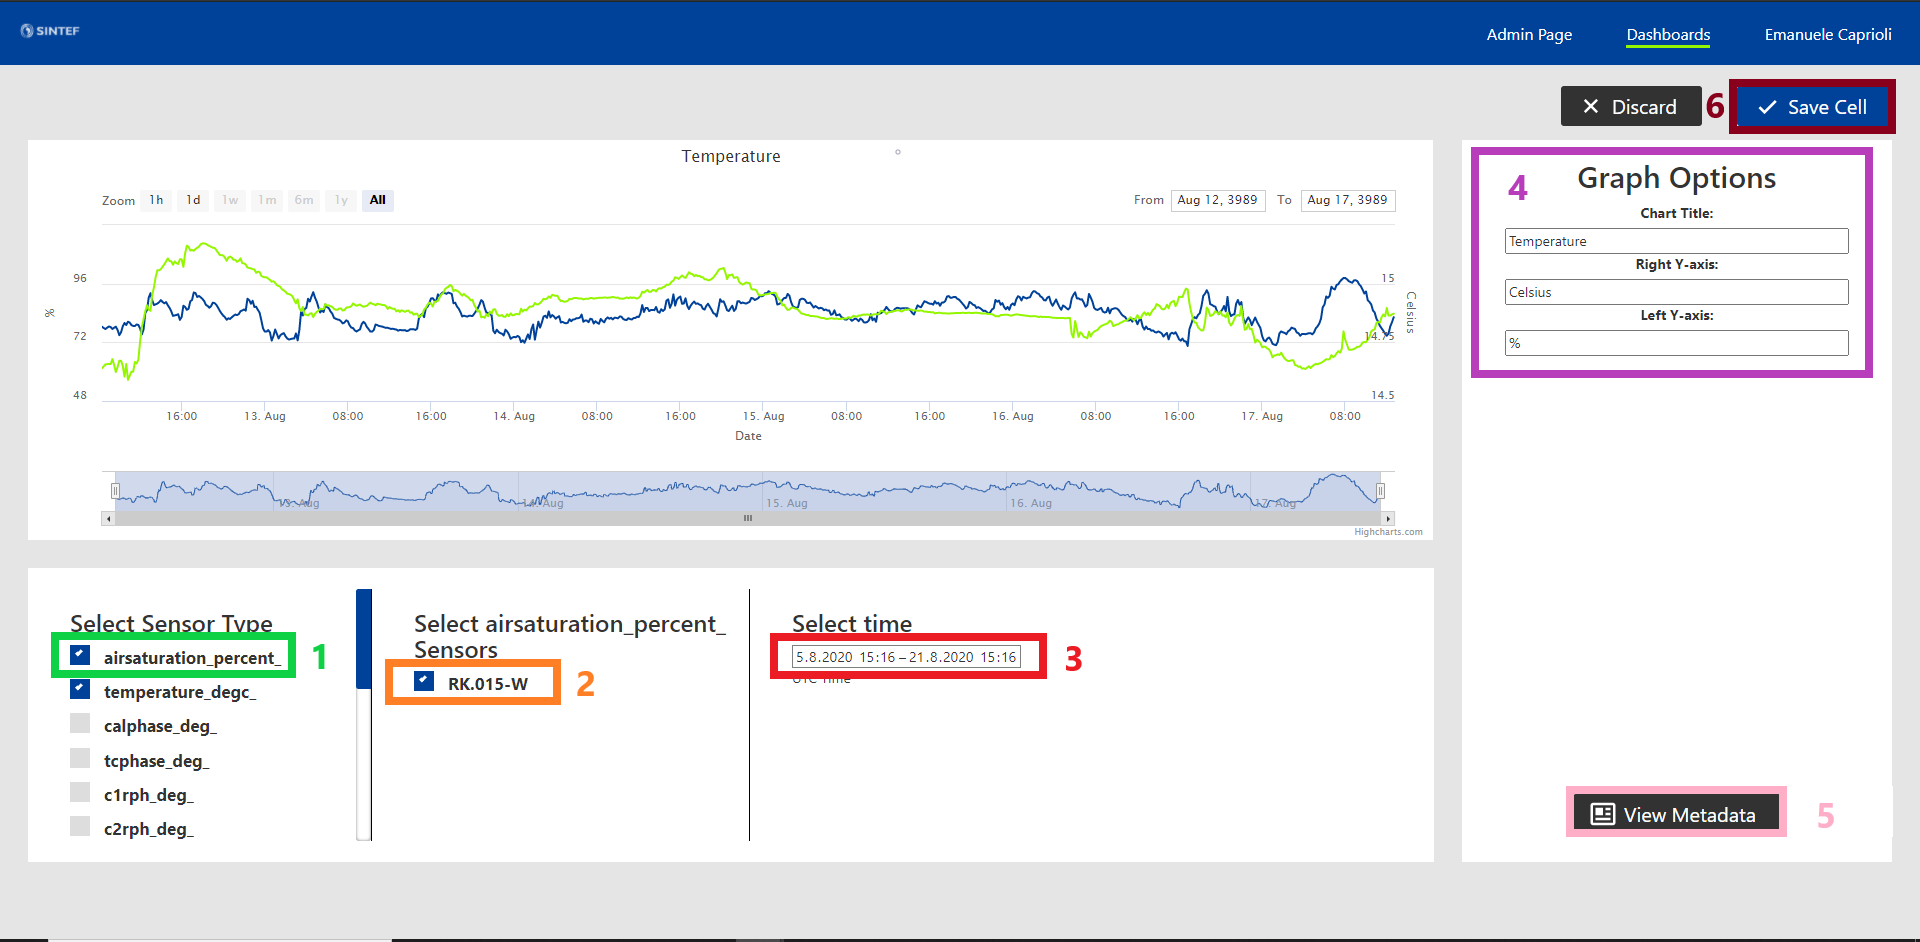 SINTEF
Admin Page Dashboards Emanuele Caprioli
Discard 6 Save Cell
Temperature
Zoom 1h 1d 1w 1m 6m 1y All
From Aug 12, 3989 To Aug 17, 3989
96
72
48
%
15
14.75
14.5
Celsius
16:00 13. Aug 08:00 16:00 14. Aug 08:00 16:00 15. Aug 08:00 16:00 16. Aug 08:00 16:00 17. Aug 08:00
Date
13. Aug 14. Aug 15. Aug 16. Aug 17. Aug
Highcharts.com
4 Graph Options
Chart Title:
Temperature
Right Y-axis:
Celsius
Left Y-axis:
%
Select Sensor Type
airsaturation_percent_ 1
temperature_degc_
calphase_deg_
tcphase_deg_
c1rph_deg_
c2rph_deg_
Select airsaturation_percent_
Sensors
RK.015-W 2
Select time
5.8.2020 15:16 – 21.8.2020 15:16 3
UTC Time
View Metadata 5